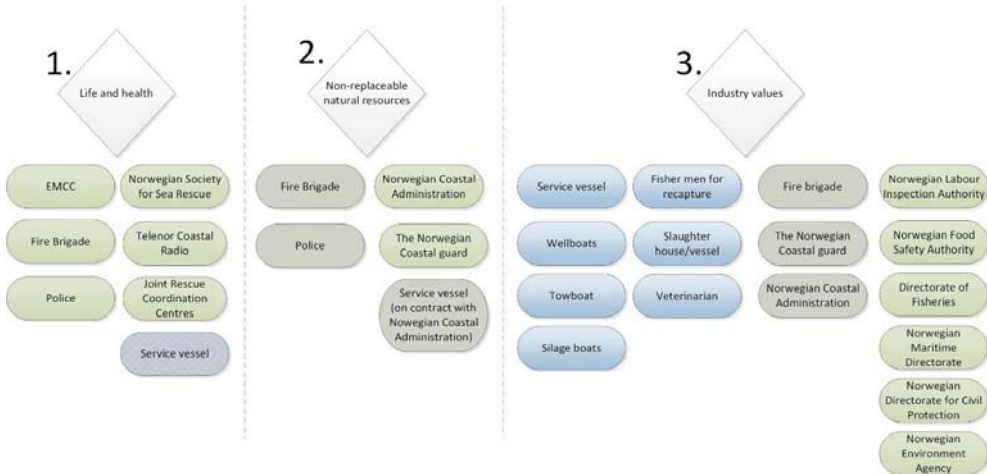 1.
Life and health
EMCC
Norwegian Society
for Sea Rescue
Fire Brigade
Telenor Coastal
Radio
Police
Joint Rescue
Coordination
Centres
Service vessel
2.
Non-replaceable
natural resources
Fire Brigade
Norwegian Coastal
Administration
Police
The Norwegian
Coastal guard
Service vessel
(on contract with
Nowegian Coastal
Administration)
3.
Industry values
Service vessel
Fisher men for
recapture
Fire brigade
Norwegian Labour
Inspection Authority
Wellboats
Slaughter
house/vessel
The Norwegian
Coastal guard
Norwegian Food
Safety Authority
Towboat
Veterinarian
Norwegian Coastal
Administration
Directorate of
Fisheries
Silage boats
Norwegian
Maritime
Directorate
Norwegian
Directorate for Civil
Protection
Norwegian
Environment
Agency